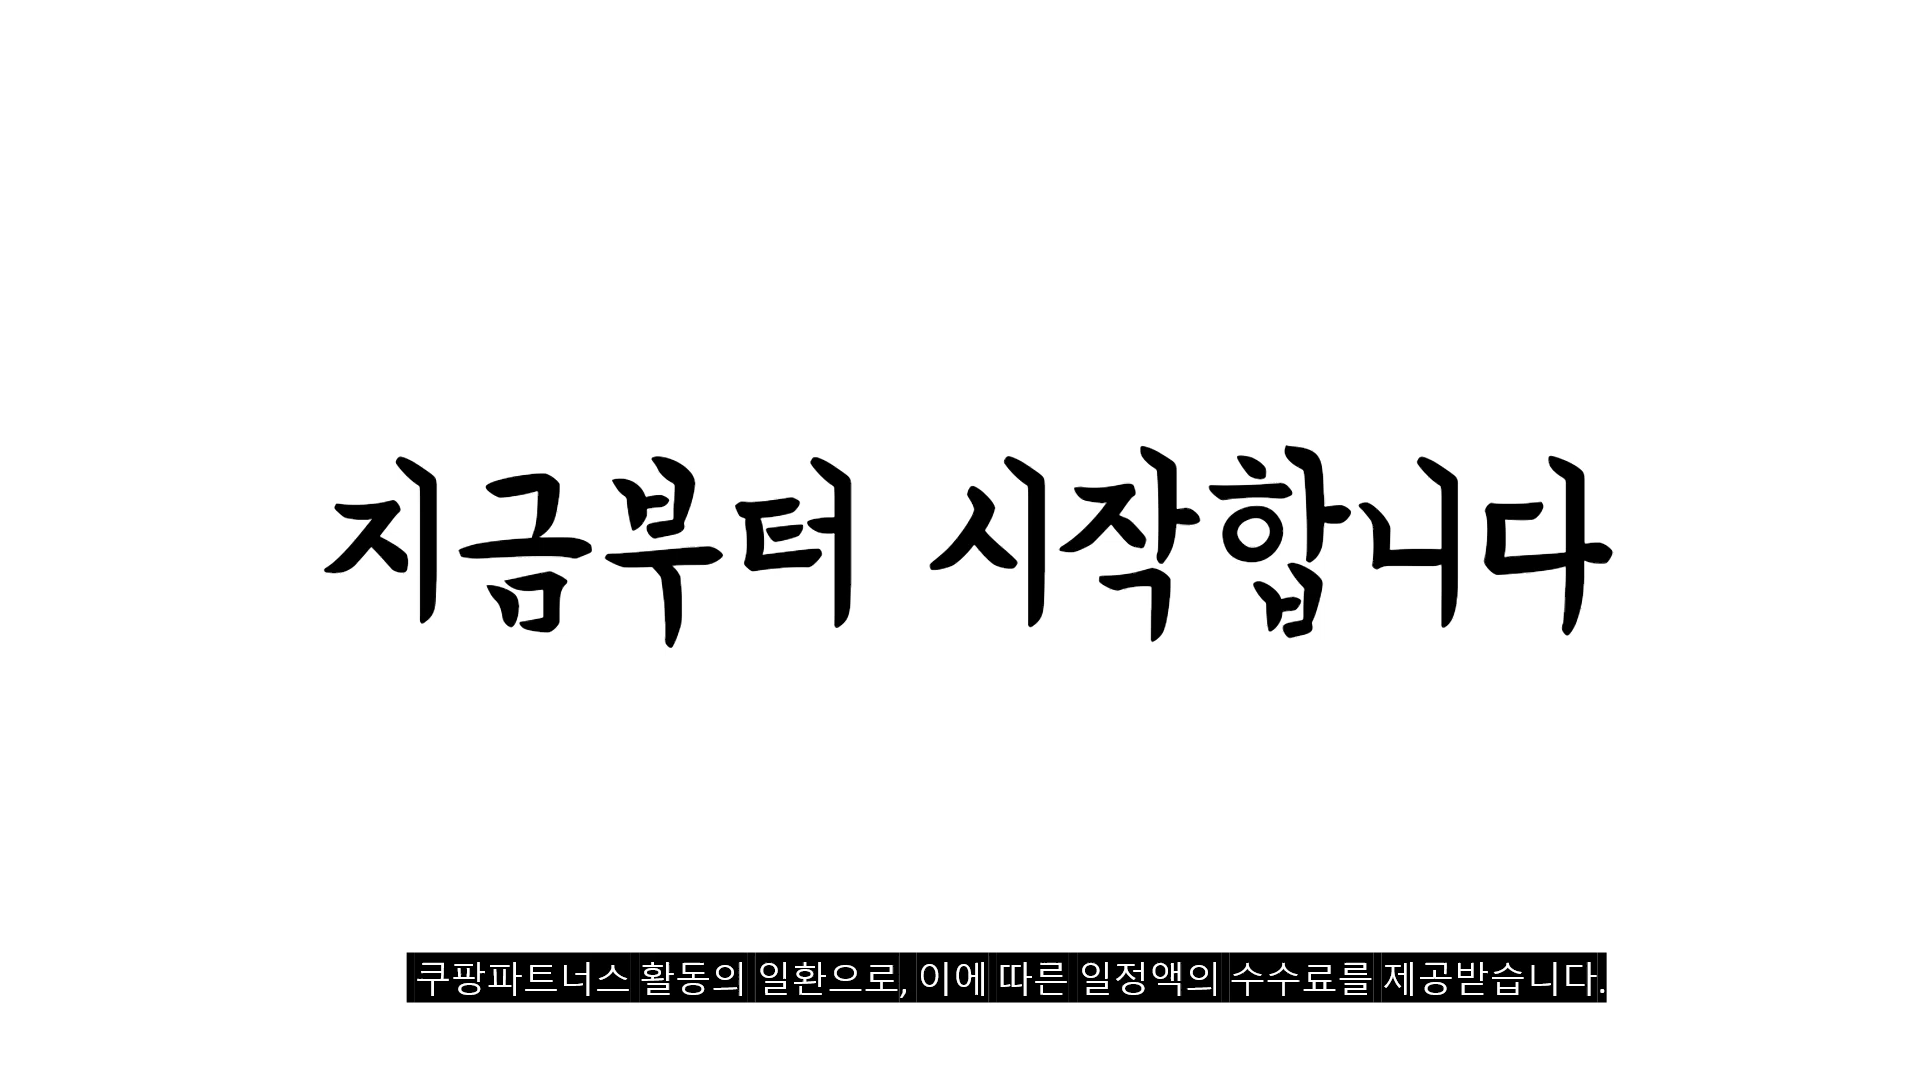 지금부터 시작합니다
쿠팡파트너스 활동의 일환으로, 이에 따른 일정액의 수수료를 제공받습니다.